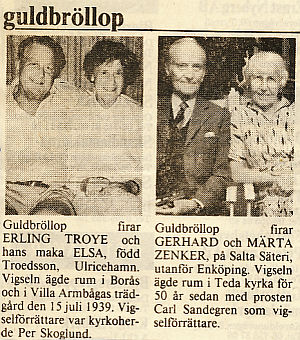 guldbröllop
Guldbröllop firar
ERLING TROYE och
hans maka ELSA, född
Troedsson, Ulricehamn.
Vigseln ägde rum i Borås
och i Villa Armbågas träd-
gård den 15 juli 1939. Vig-
selförrättare var kyrkoher-
de Per Skoglund.
Guldbröllop firar
GERHARD och MÄRTA
ZENKER, på Salta Säteri,
utanför Enköping. Vigseln
ägde rum i Teda kyrka för
50 år sedan med prosten
Carl Sandegren som vig-
selförrättare.